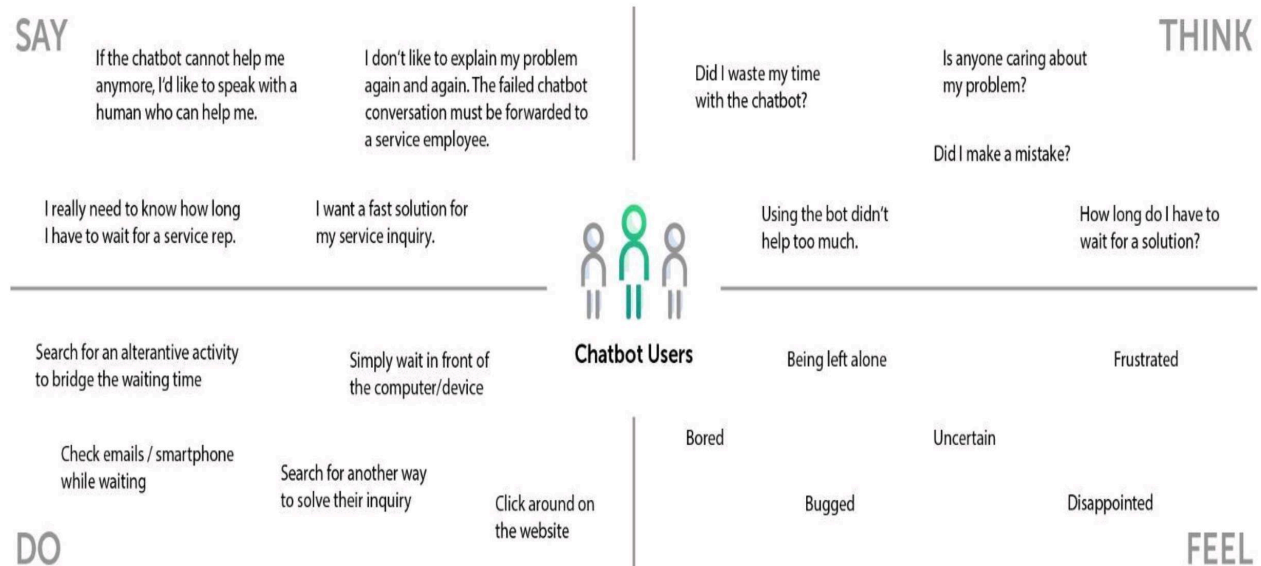 SAY
If the chatbot cannot help me
anymore, I'd like to speak with a
human who can help me.
I don't like to explain my problem
again and again. The failed chatbot
conversation must be forwarded to
a service employee.
I really need to know how long
I have to wait for a service rep.
I want a fast solution for
my service inquiry.
THINK
Did I waste my time
with the chatbot?
Is anyone caring about
my problem?
Did I make a mistake?
Using the bot didn't
help too much.
How long do I have to
wait for a solution?
Chatbot Users
Search for an alterantive activity
to bridge the waiting time
Simply wait in front of
the computer/device
Check emails / smartphone
while waiting
Search for another way
to solve their inquiry
Click around on
the website
DO
Being left alone
Frustrated
Bored
Uncertain
Bugged
Disappointed
FEEL